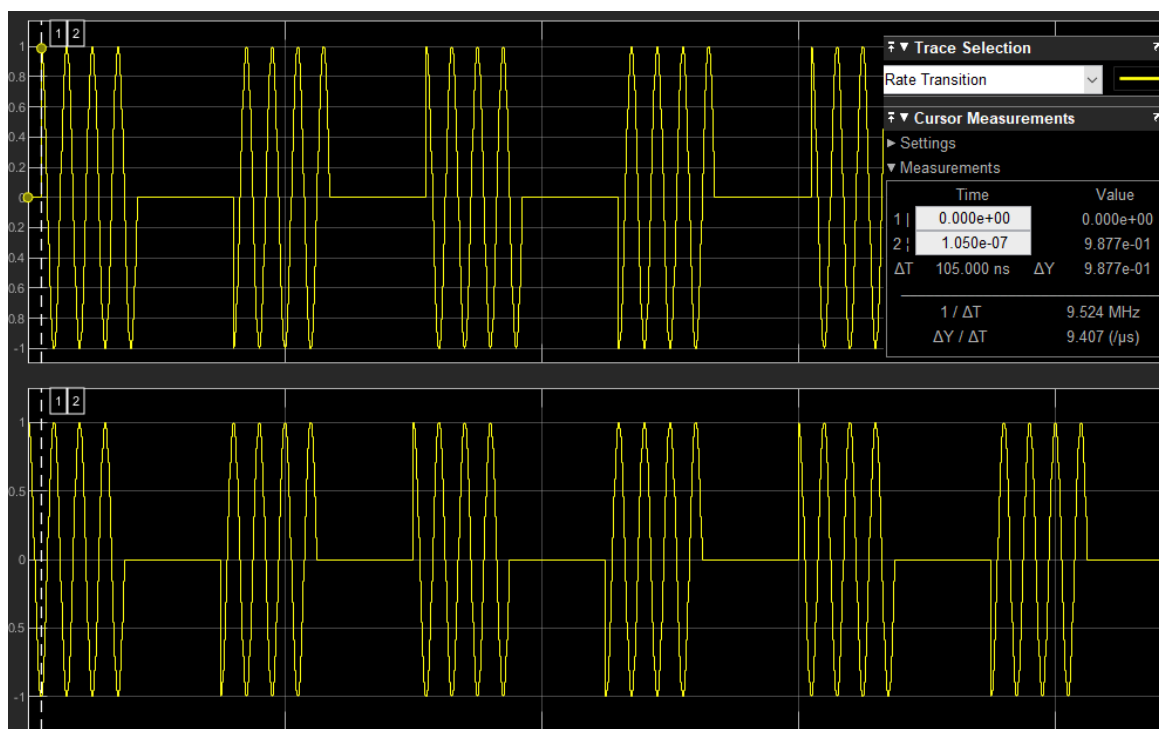 1 2
1
0.8
0.6
0.4
0.2
0
0.2
0.4
0.6
0.8
-1
Trace Selection
Rate Transition
Cursor Measurements
Settings
Measurements
Time Value
1 | 0.000e+00 0.000e+00
2 ¦ 1.050e-07 9.877e-01
ΔT 105.000 ns ΔY 9.877e-01
1 / ΔT 9.524 MHz
ΔY / ΔT 9.407 (/µs)
1 2
1
0.5
0
0.5
-1